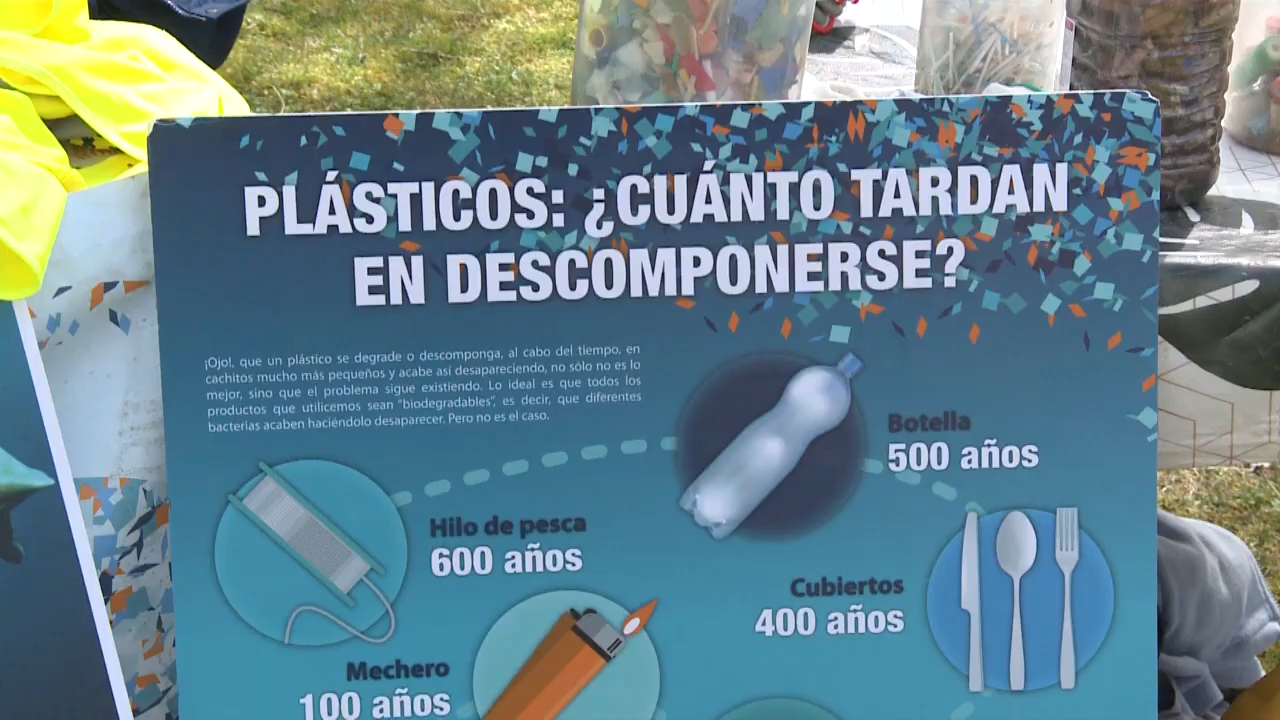 PLÁSTICOS: ¿CUÁNTO TARDAN
EN DESCOMPONERSE?
¡Ojo!, que un plástico se degrade o descomponga, al cabo del tiempo, en
cachitos mucho más pequeños y acabe así desapareciendo, no sólo no es lo
mejor, sino que el problema sigue existiendo. Lo ideal es que todos los
productos que utilicemos sean "biodegradables", es decir, que diferentes
bacterias acaben haciéndolo desaparecer. Pero no es el caso.
Botella
500 años
Hilo de pesca
600 años
Cubiertos
400 años
Mechero
100 años